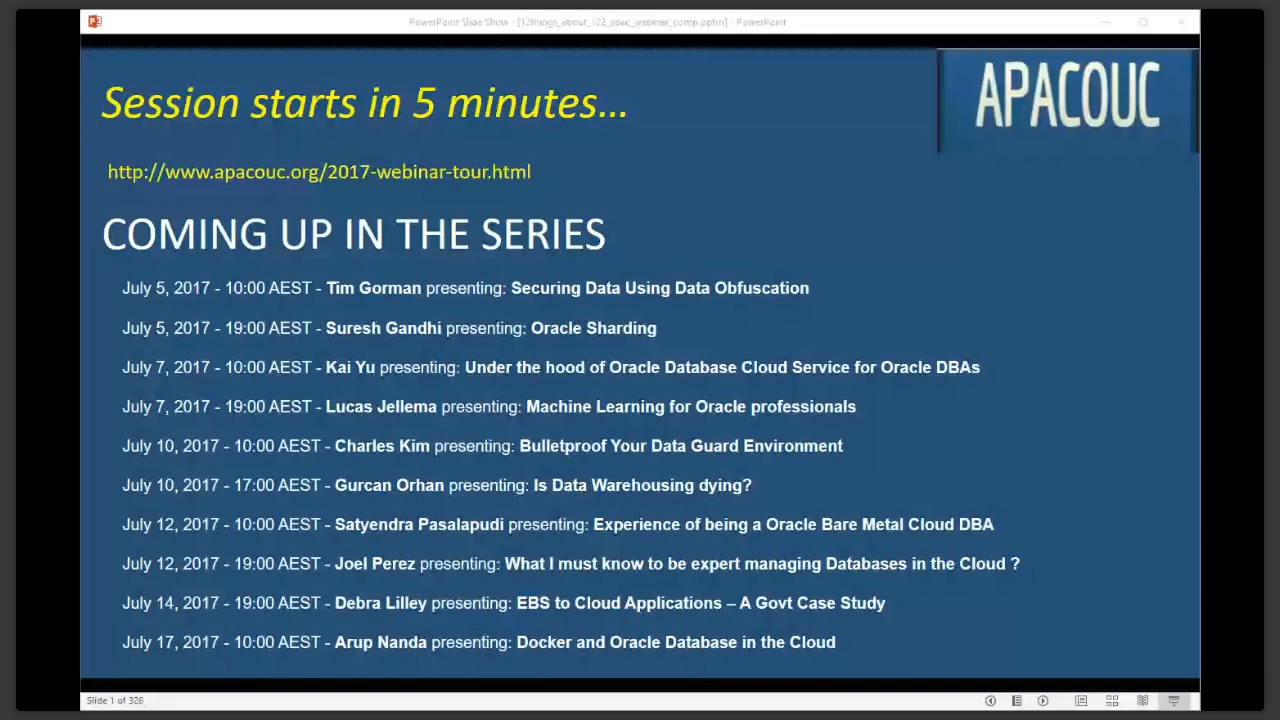 PowerPoint Slide Show - [12things_about_122_apac_webinar_comp.pptm] - PowerPoint
APACOUC
Session starts in 5 minutes...
http://www.apacouc.org/2017-webinar-tour.html
COMING UP IN THE SERIES
July 5, 2017 - 10:00 AEST - Tim Gorman presenting: Securing Data Using Data Obfuscation
July 5, 2017 - 19:00 AEST - Suresh Gandhi presenting: Oracle Sharding
July 7, 2017 - 10:00 AEST - Kai Yu presenting: Under the hood of Oracle Database Cloud Service for Oracle DBAs
July 7, 2017 - 19:00 AEST - Lucas Jellema presenting: Machine Learning for Oracle professionals
July 10, 2017 - 10:00 AEST - Charles Kim presenting: Bulletproof Your Data Guard Environment
July 10, 2017 - 17:00 AEST - Gurcan Orhan presenting: Is Data Warehousing dying?
July 12, 2017 - 10:00 AEST - Satyendra Pasalapudi presenting: Experience of being a Oracle Bare Metal Cloud DBA
July 12, 2017 - 19:00 AEST - Joel Perez presenting: What I must know to be expert managing Databases in the Cloud ?
July 14, 2017 - 19:00 AEST - Debra Lilley presenting: EBS to Cloud Applications – A Govt Case Study
July 17, 2017 - 10:00 AEST - Arup Nanda presenting: Docker and Oracle Database in the Cloud
Slide 1 of 326